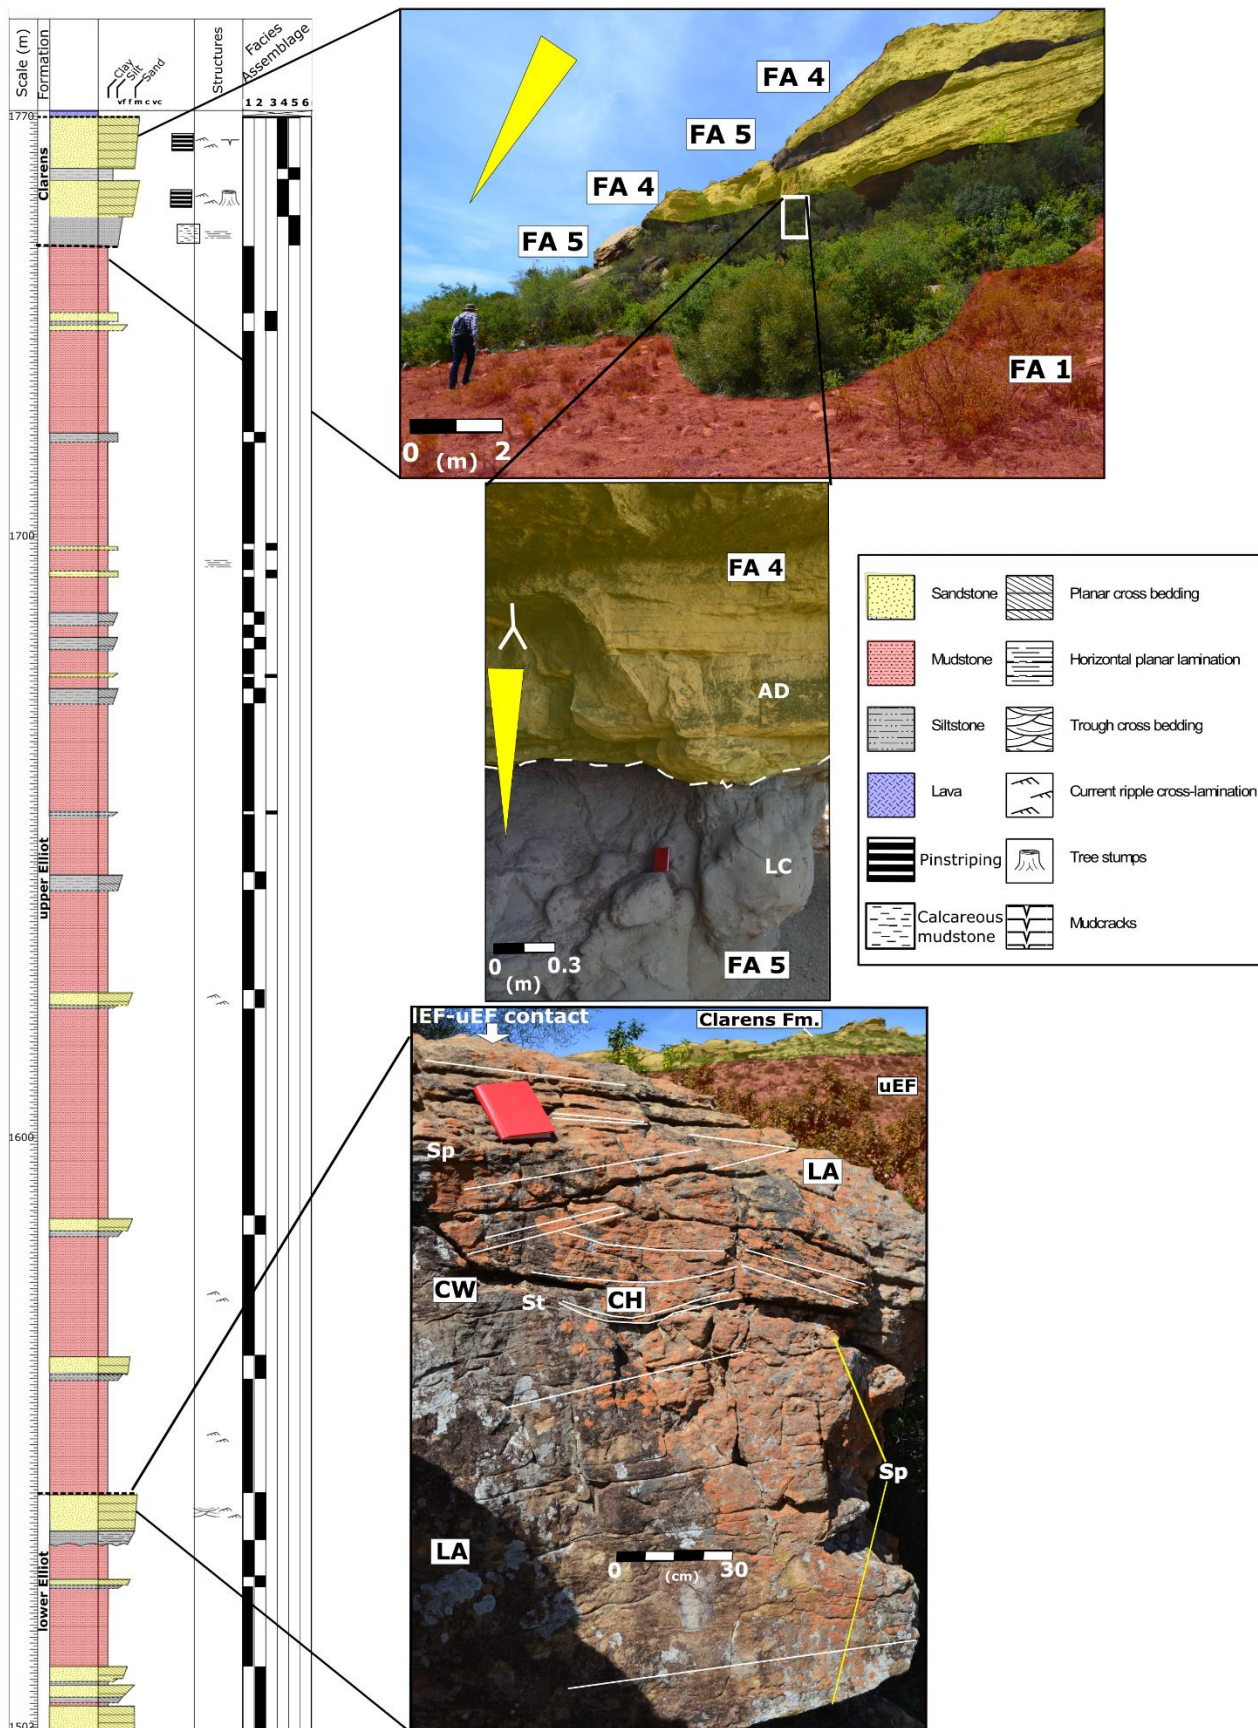 Scale (m)
Formation
Clay
Silt
Sand
vf f m c vc
Structures
Facies
Assemblage
1 2 3 4 5 6
1770
Clarens
1700
upper Elliot
1600
lower Elliot
1502
FA 4
FA 5
FA 4
FA 5
FA 1
0 2
(m)
FA 4
AD
LC
0 0.3
(m)
FA 5
Sandstone
Planar cross bedding
Mudstone
Horizontal planar lamination
Siltstone
Trough cross bedding
Lava
Current ripple cross-lamination
Pinstriping
Tree stumps
Calcareous
mudstone
Mudcracks
lEF-uEF contact
Clarens Fm.
uEF
Sp
LA
CW
St
CH
Sp
LA
0 30
(cm)